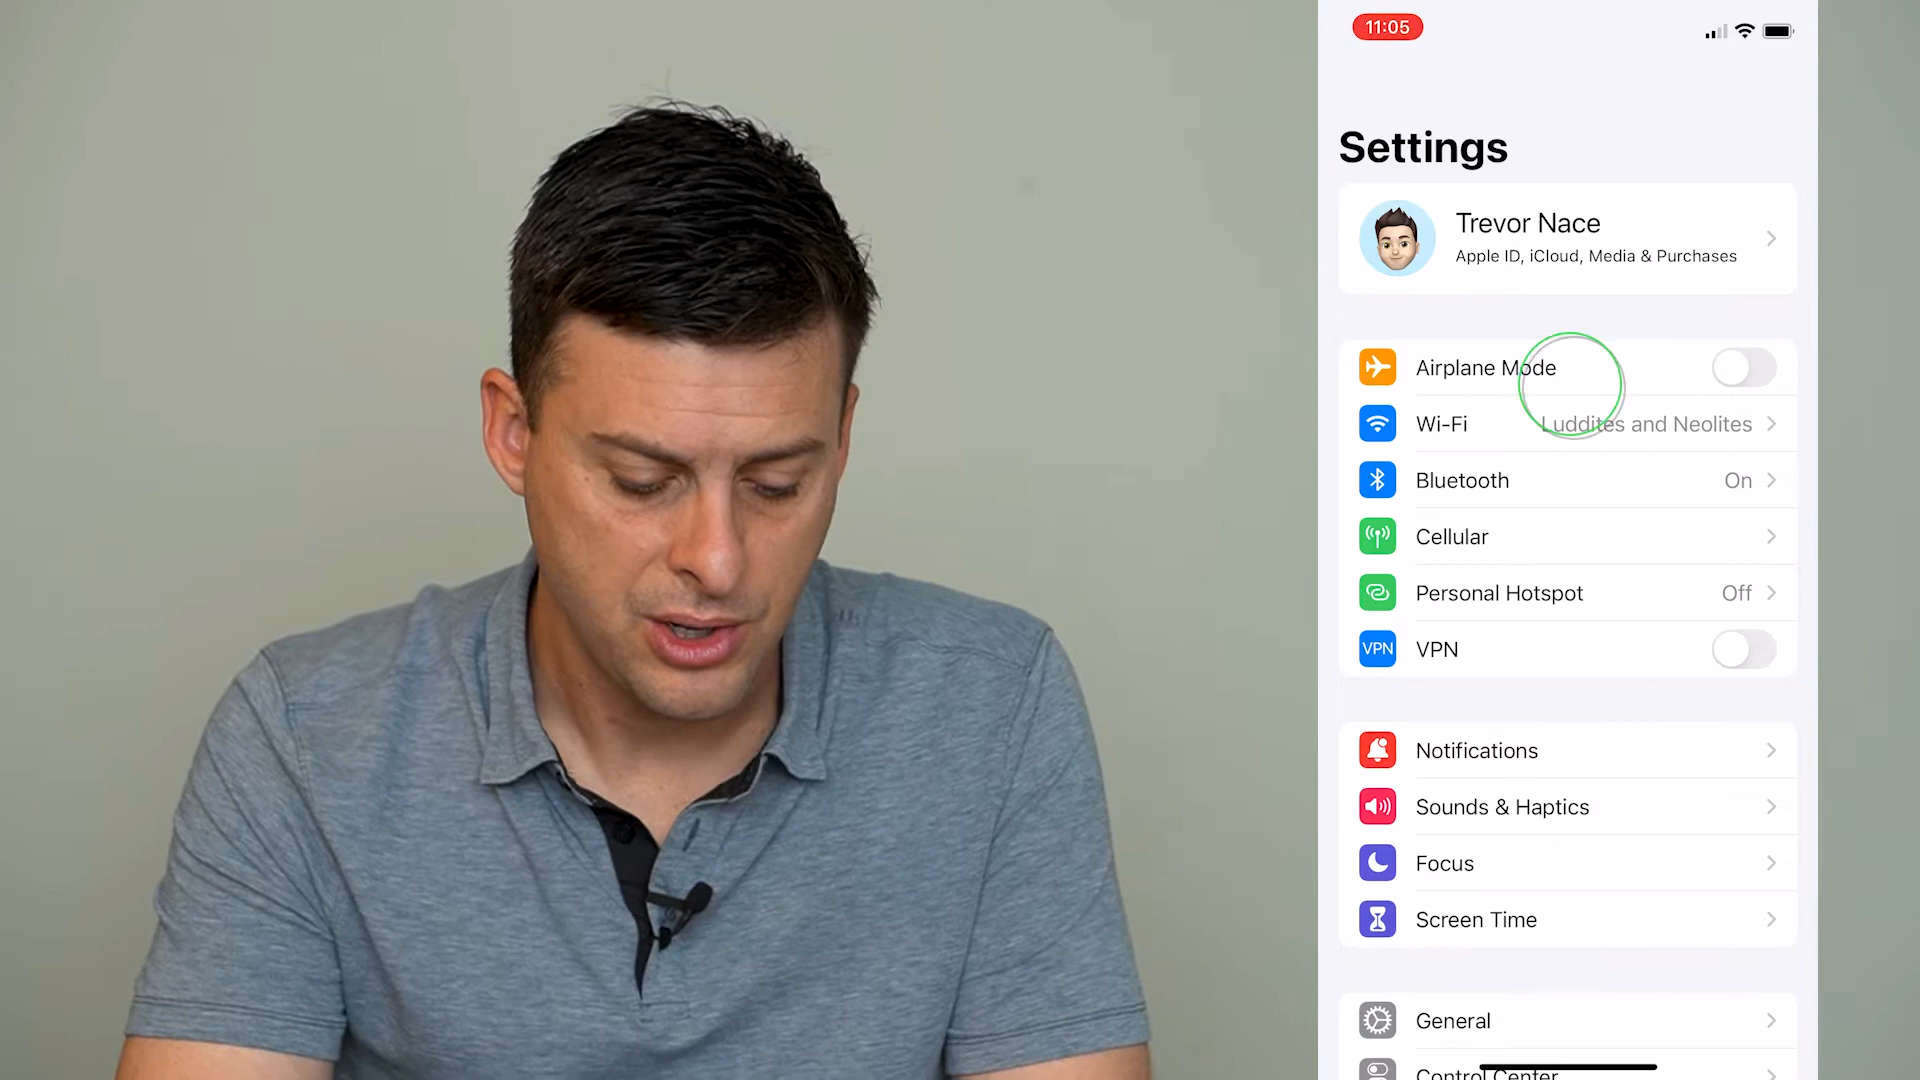 11:05
Settings
Trevor Nace
Apple ID, iCloud, Media & Purchases
Airplane Mode
Wi-Fi Luddites and Neolites
Bluetooth On
Cellular
Personal Hotspot Off
VPN VPN
Notifications
Sounds & Haptics
Focus
Screen Time
General
Control Center